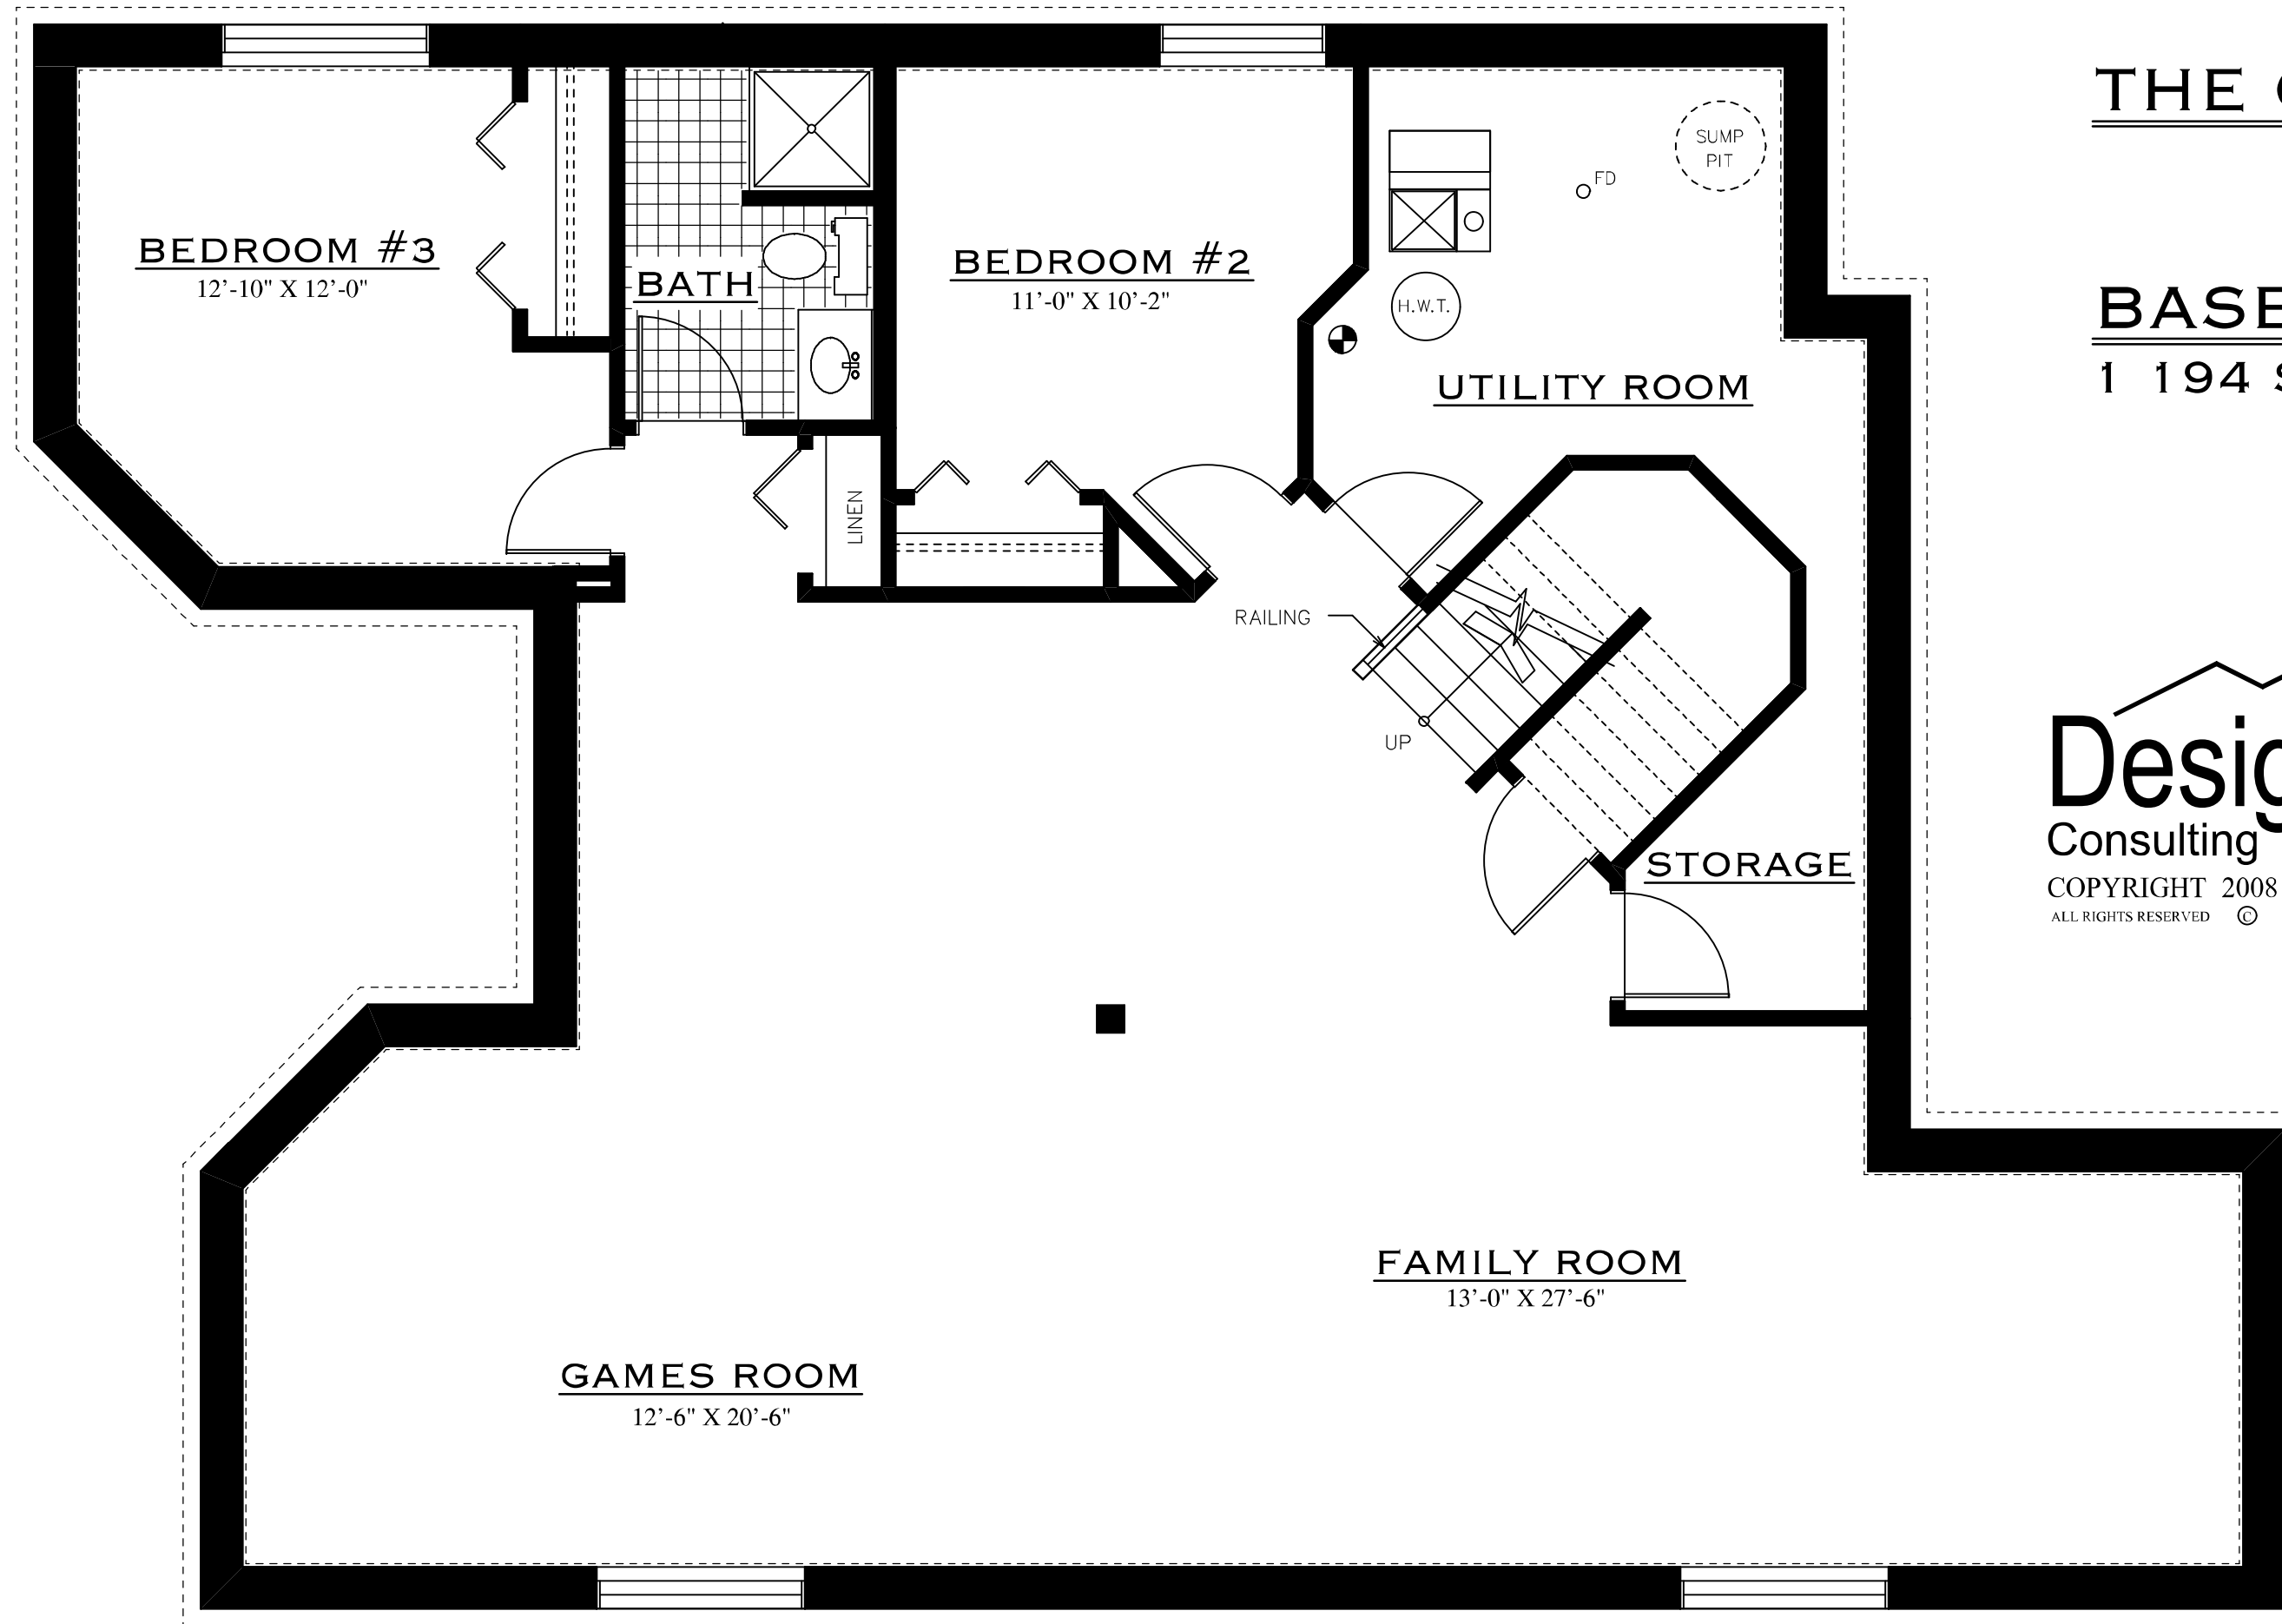 THE
BASE
1 194
SUMP
PIT
FD
BEDROOM #3
12'-10" X 12'-0"
BATH
BEDROOM #2
11'-0" X 10'-2"
H.W.T.
UTILITY ROOM
LINEN
RAILING
UP
STORAGE
Desig
Consulting
COPYRIGHT 2008
ALL RIGHTS RESERVED ©
FAMILY ROOM
13'-0" X 27'-6"
GAMES ROOM
12'-6" X 20'-6"